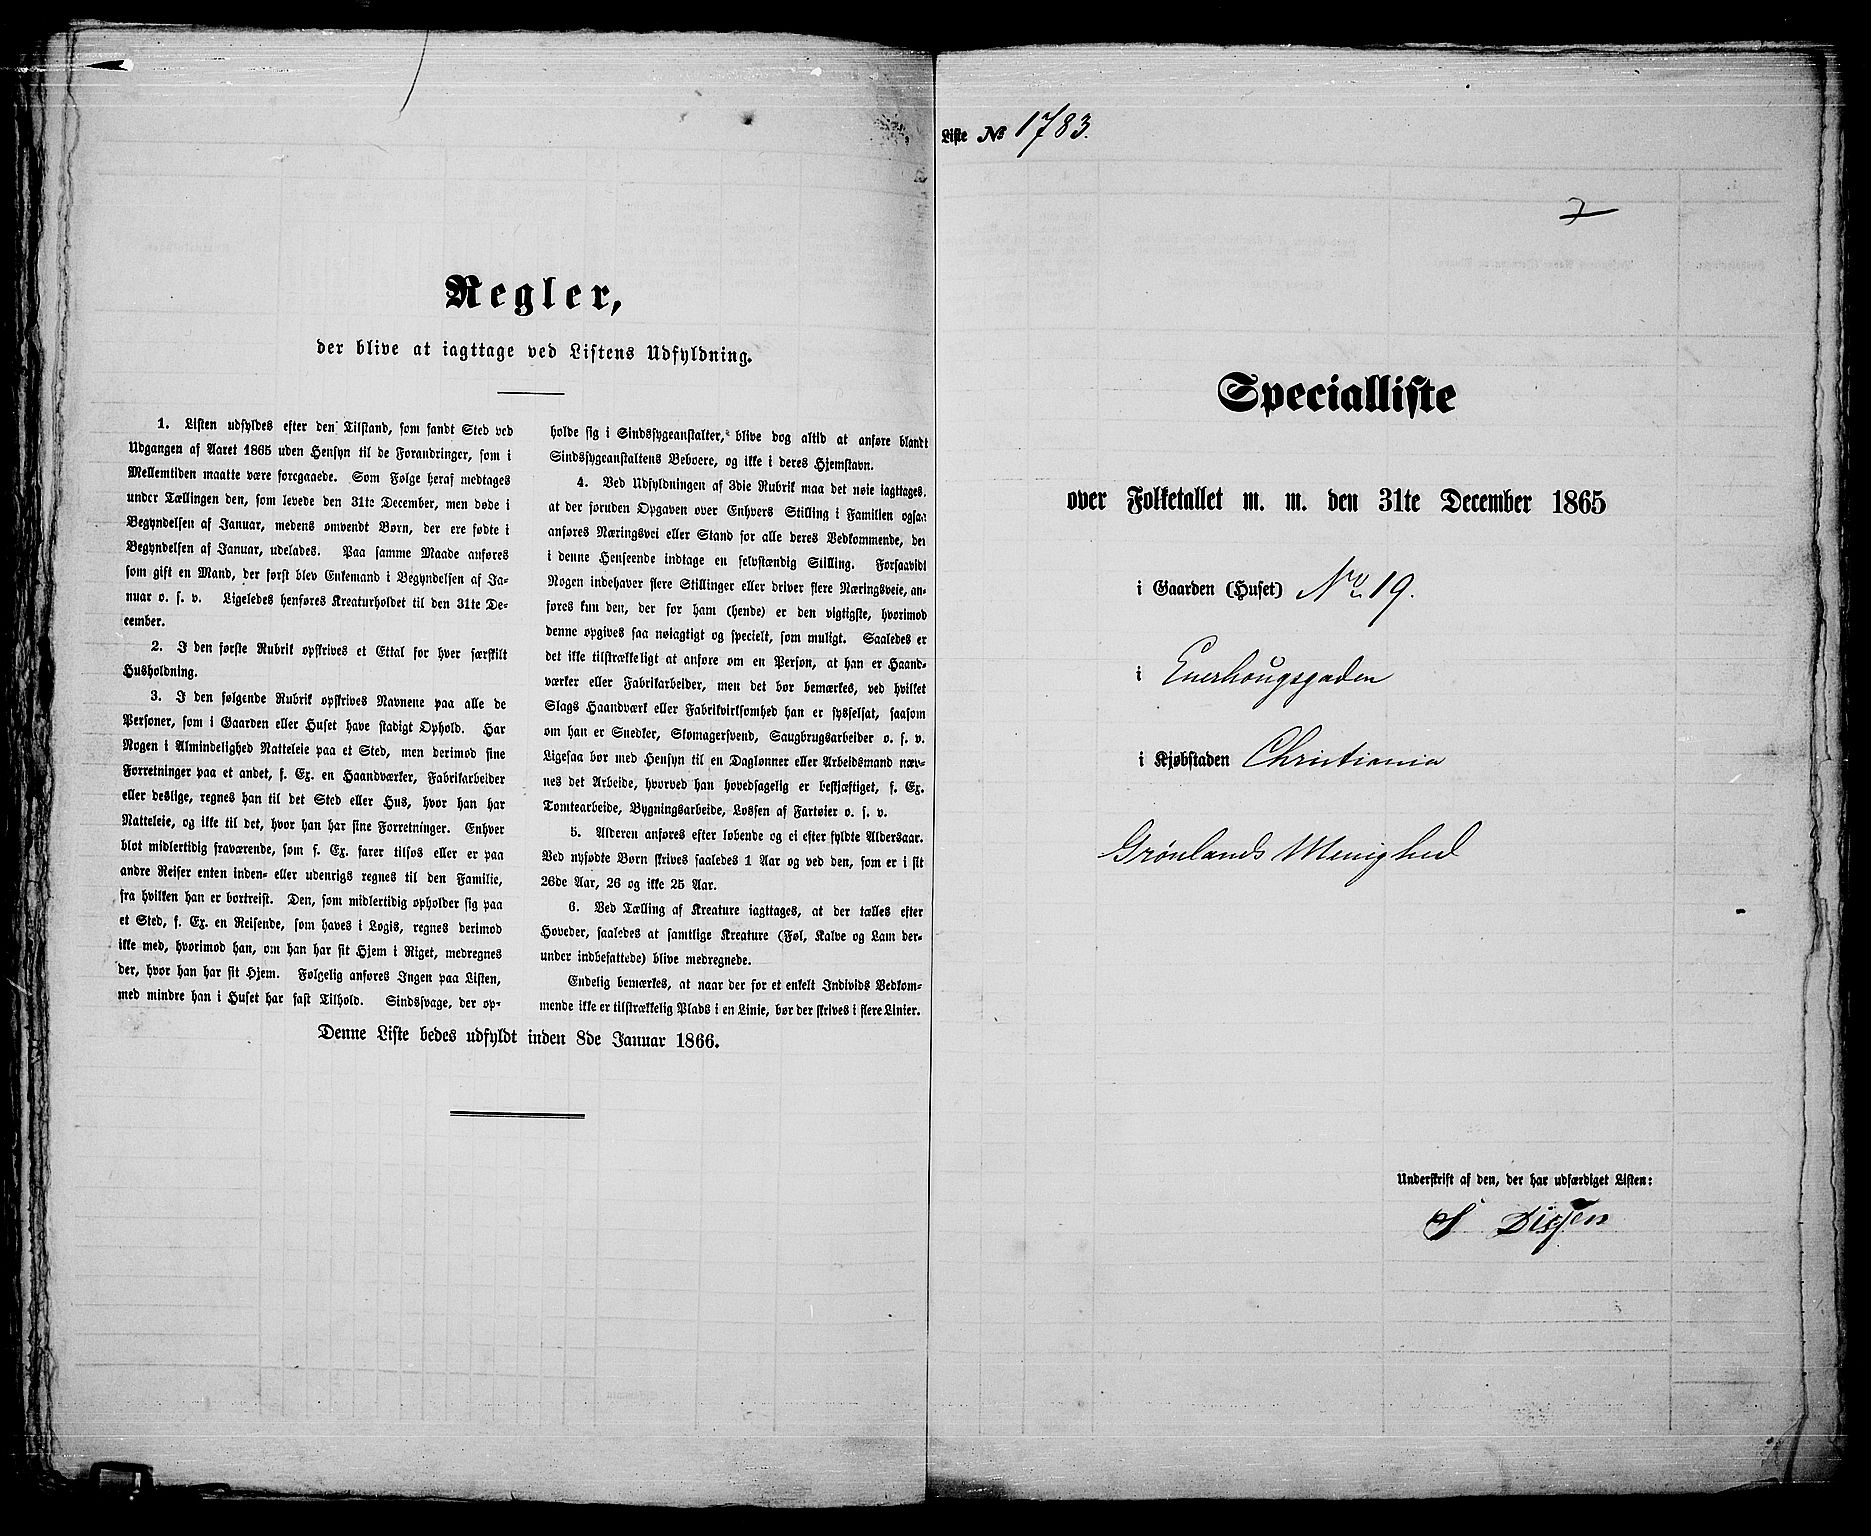 Regler,
der blive at iagttage ved Listens Udfyldning.
1. Listen udfyldes efter den Tilstand, som fandt Sted ved
Udgangen af Aaret 1865 uden Hensyn til de Forandringer, som i
Mellemtiden maatte være foregaaede. Som Følge heraf medtages
under Tællingen den, som levede den 31te December, men døde i
Begyndelsen af Januar, medens omvendt Børn, der ere fødte i
Begyndelsen af Januar, udelades. Paa samme Maade anføres
som gift en Mand, der først blev Enkemand i Begyndelsen af Ja-
nuar o. s. v. Ligeledes henføres Kreaturholdet til den 31te De-
cember.
2. I den første Rubrik opskrives et Ettal for hver særskilt
Husholdning.
3. I den følgende Rubrik opskrives Navnene paa alle de
Personer, som i Gaarden eller Huset have stadigt Ophold. Har
Nogen i Almindelighed Natteleie paa et Sted, men derimod sine
Forretninger paa et andet, f. Ex. en Haandværker, Fabrikarbeider
eller deslige, regnes han til det Sted eller Hus, hvor han har
Natteleie, og ikke til det, hvor han har sine Forretninger. Enhver
blot midlertidig fraværende, som f. Ex. farer tilsøs eller er paa
andre Reiser enten inden- eller udenrigs regnes til den Familie,
fra hvilken han er bortreist. Den, som midlertidig opholder sig paa
et Sted, f. Ex. en Reisende, som haves i Logis, regnes derimod
ikke med, hvorimod han, om han har sit Hjem i Riget, medregnes
der, hvor han har sit Hjem. Følgelig anføres Ingen paa Listen,
med mindre han i Huset har fast Tilhold. Sindssvage, der op-
holde sig i Sindssygeanstalter, blive dog altid at anføre blandt
Sindssygeanstaltens Beboere, og ikke i deres Hjemstavn.
4. Ved Udfyldningen af 3die Rubrik maa det nøie iagttages,
at der foruden Opgaven over Enhvers Stilling i Familien ogsaa
anføres Næringsvei eller Stand for alle deres Vedkommende, der
i denne Henseende indtage en selvstændig Stilling. Forsaavidt
Nogen indehaver flere Stillinger eller driver flere Næringsveie, an-
føres kun den, der for ham (hende) er den vigtigste, hvorimod
denne opgives saa nøiagtigt og specielt, som muligt. Saaledes er
det ikke tilstrækkeligt at anføre om en Person, at han er Haand-
værker eller Fabrikarbeider, men det bør bemærkes, ved hvilket
Slags Haandværk eller Fabrikvirksomhed han er sysselsat, saasom
om han er Snedker, Skomagersvend, Saugbrugsarbeider o. s. v.
Ligesaa bør med Hensyn til en Daglønner eller Arbeidsmand næv-
nes det Arbeide, hvorved han hovedsagelig er beskjæftiget, f. Ex.
Tomtearbeide, Bygningsarbeide, Lossen af Fartøier o. s. v.
5. Alderen anføres efter løbende og ei efter fyldte Aldersaar.
Ved nyfødte Børn skrives saaledes 1 Aar og ved den, som er i sit
26de Aar, 26 og ikke 25 Aar.
6. Ved Tælling af Kreature iagttages, at der tælles efter
Hoveder, saaledes at samtlige Kreature (Føl, Kalve og Lam der-
under indbefattede) blive medregnede.
Endelig bemærkes, at naar der for et enkelt Individs Vedkom-
mende ikke er tilstrækkelig Plads i en Linie, bør der skrives i flere Linier.
Denne Liste bedes udfyldt inden 8de Januar 1866.
Liste No 1783.
7
Specialliste
over Folketallet m. m. den 31te December 1865
i Gaarden (Huset) No 19.
i Enerhougsgaden
i Kjøbstaden Christiania
Grønlands Menighed
Underskrift af den, der har udfærdiget Listen:
S